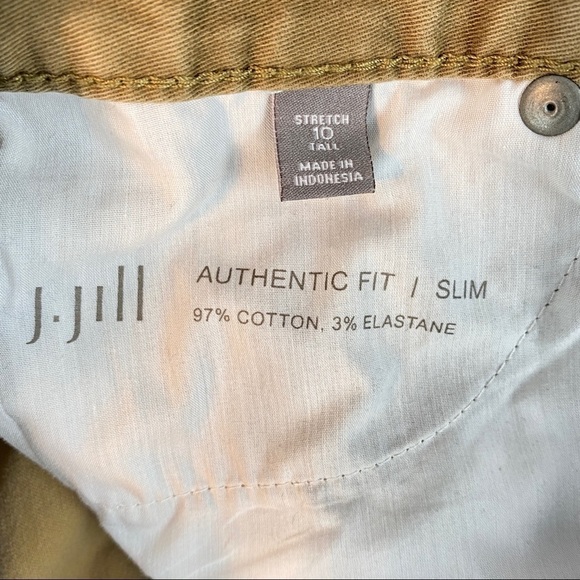 STRETCH
10
TALL
MADE IN
INDONESIA
J.Jill
AUTHENTIC FIT / SLIM
97% COTTON, 3% ELASTANE